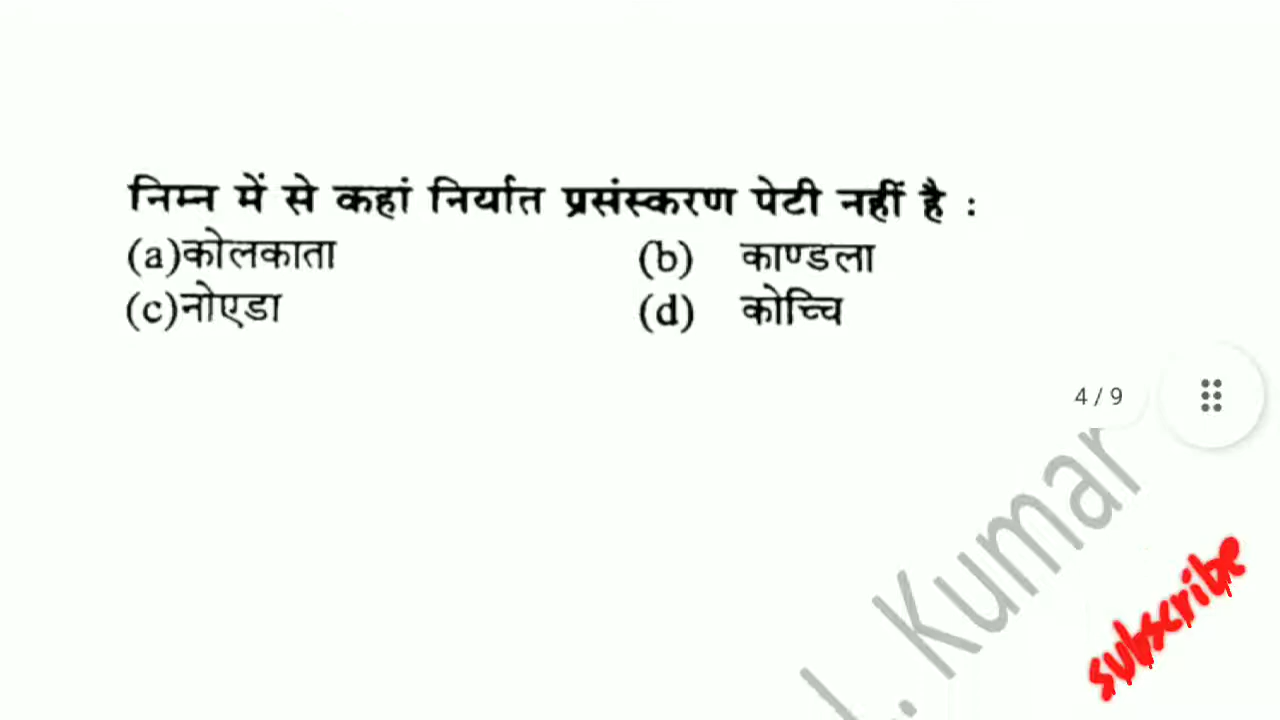 निम्न में से कहां निर्यात प्रसंस्करण पेटी नहीं है :
(a)कोलकाता (b) काण्डला
(c)नोएडा (d) कोच्चि
4 / 9
L. Kumar
subscribe